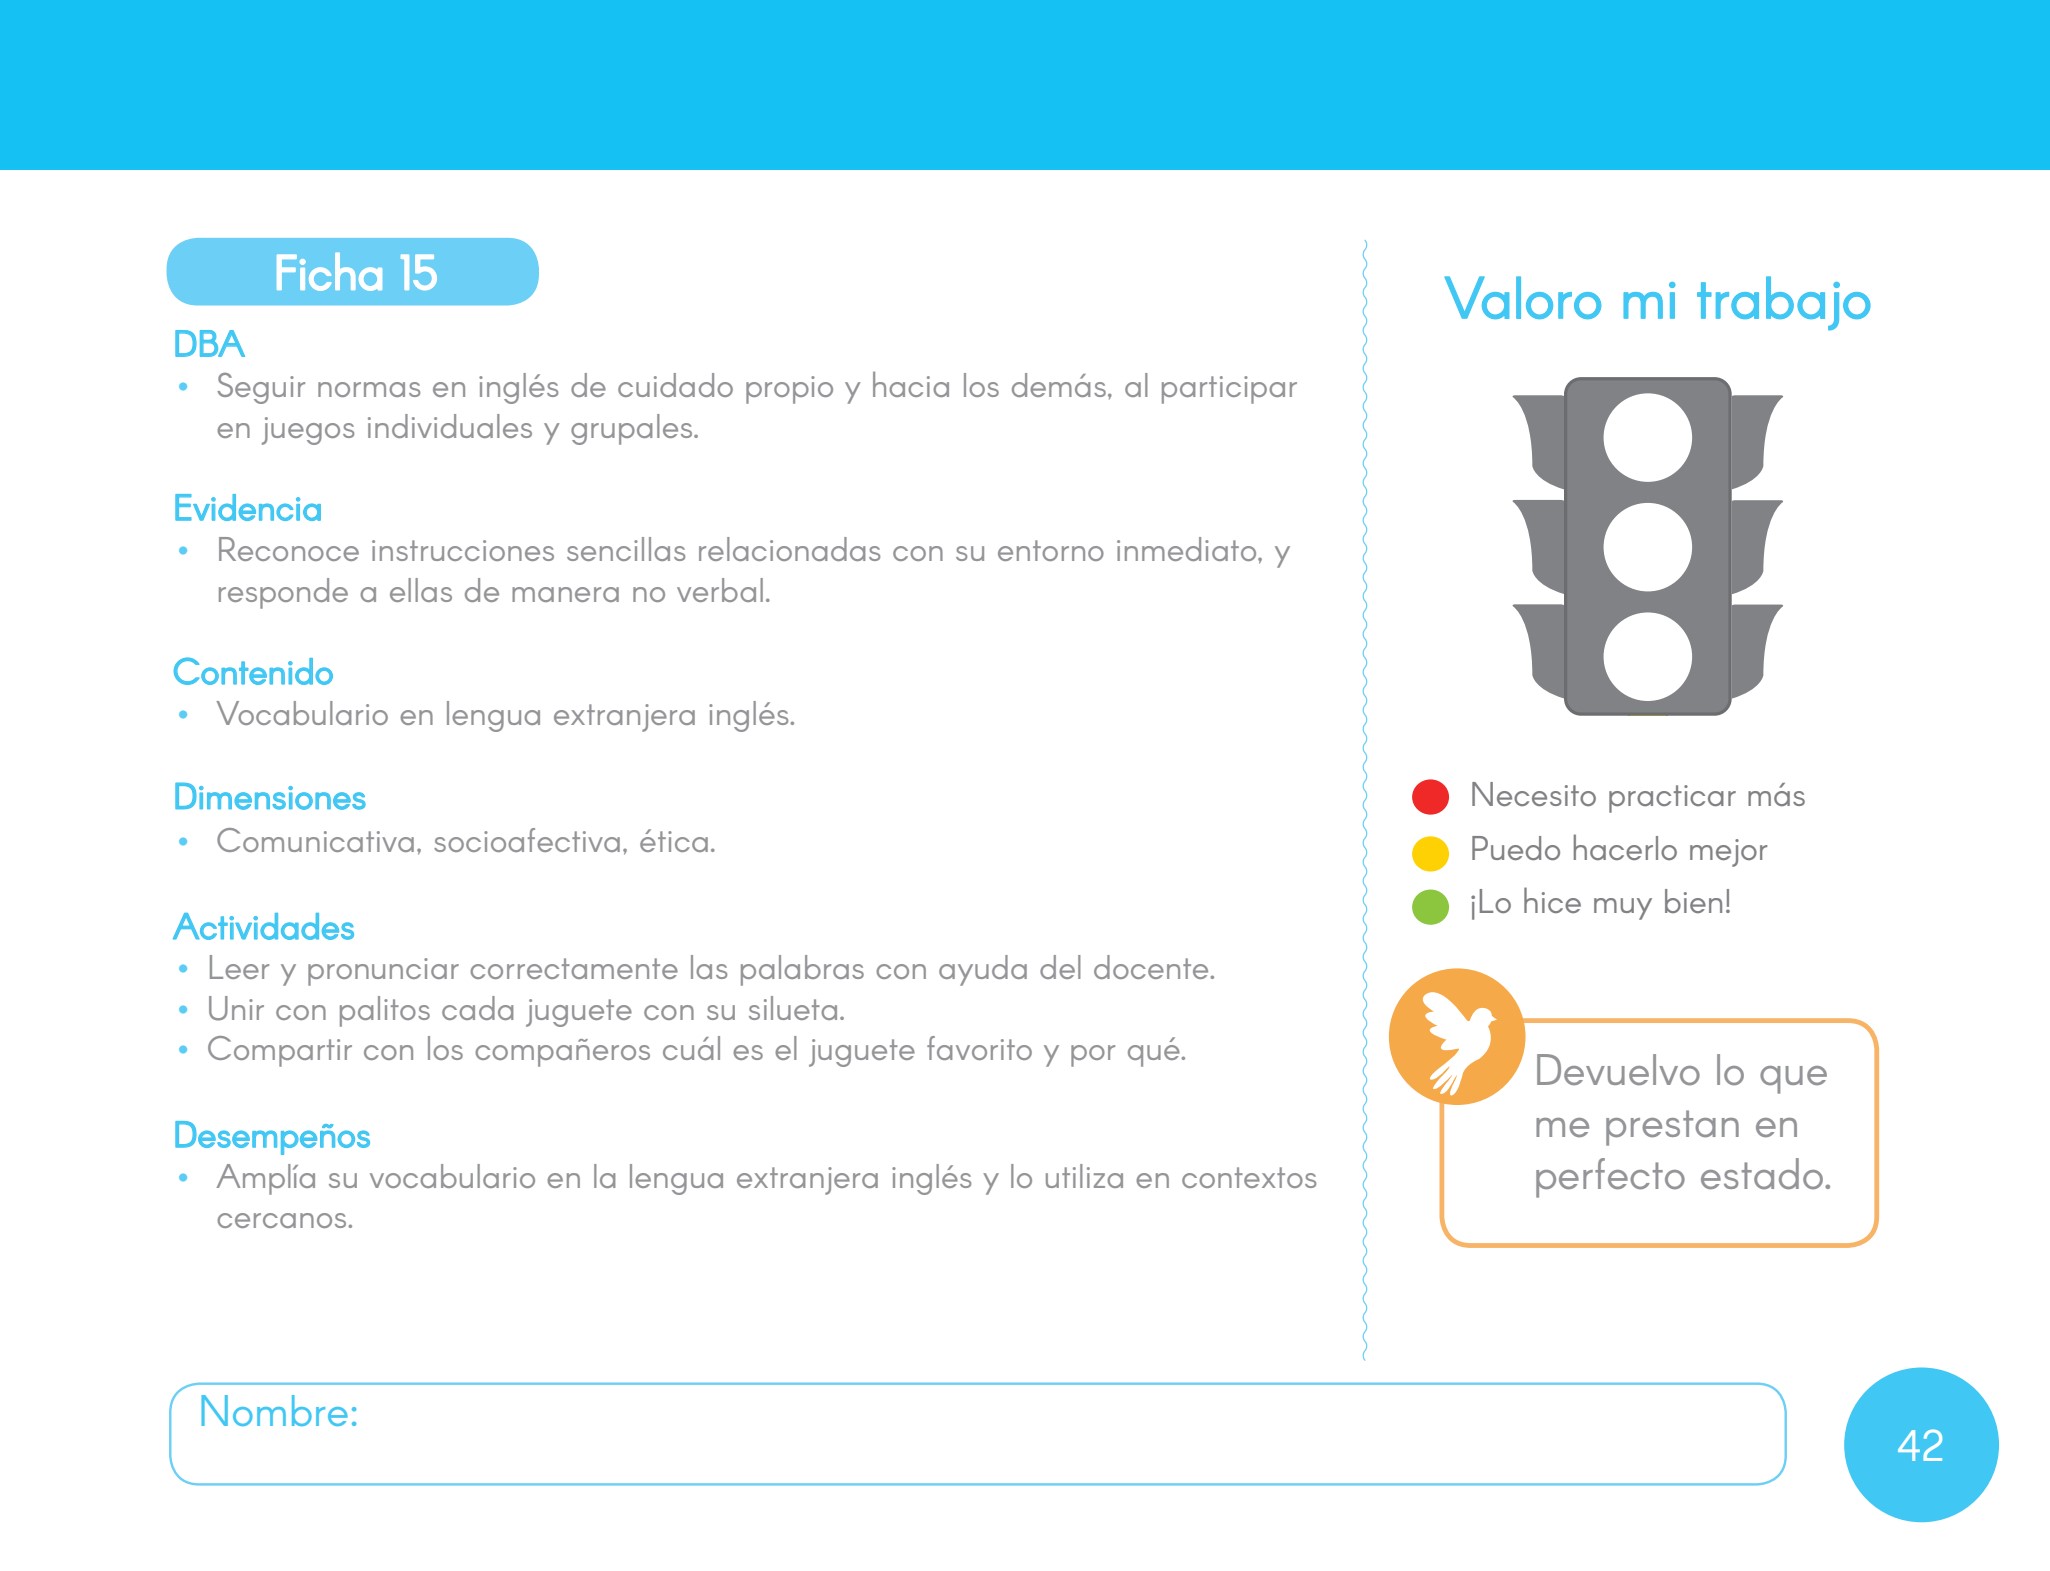 Ficha 15
DBA
• Seguir normas en inglés de cuidado propio y hacia los demás, al participar
en juegos individuales y grupales.
Evidencia
• Reconoce instrucciones sencillas relacionadas con su entorno inmediato, y
responde a ellas de manera no verbal.
Contenido
• Vocabulario en lengua extranjera inglés.
Dimensiones
• Comunicativa, socioafectiva, ética.
Actividades
• Leer y pronunciar correctamente las palabras con ayuda del docente.
• Unir con palitos cada juguete con su silueta.
• Compartir con los compañeros cuál es el juguete favorito y por qué.
Desempeños
• Amplía su vocabulario en la lengua extranjera inglés y lo utiliza en contextos
cercanos.
Valoro mi trabajo
Necesito practicar más
Puedo hacerlo mejor
¡Lo hice muy bien!
Devuelvo lo que
me prestan en
perfecto estado.
Nombre:
42